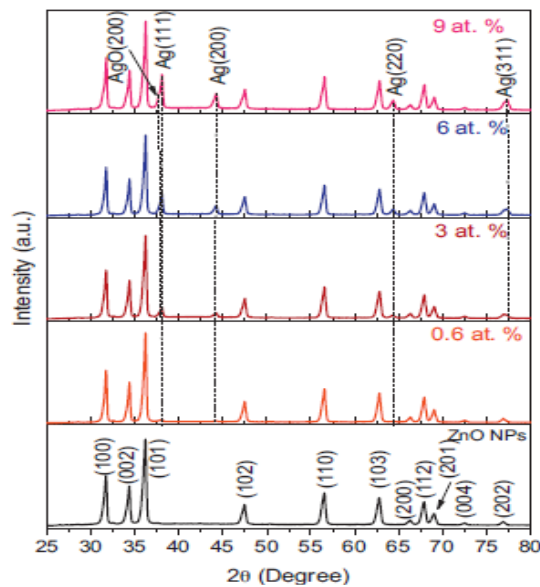 9 at. %
AgO(200)
Ag(111)
Ag(200)
Ag(220)
Ag(311)
6 at. %
3 at. %
0.6 at. %
ZnO NPs
(100)
(002)
(101)
(102)
(110)
(103)
(200)
(112)
(201)
(004)
(202)
Intensity (a.u.)
25 30 35 40 45 50 55 60 65 70 75 80
2θ (Degree)